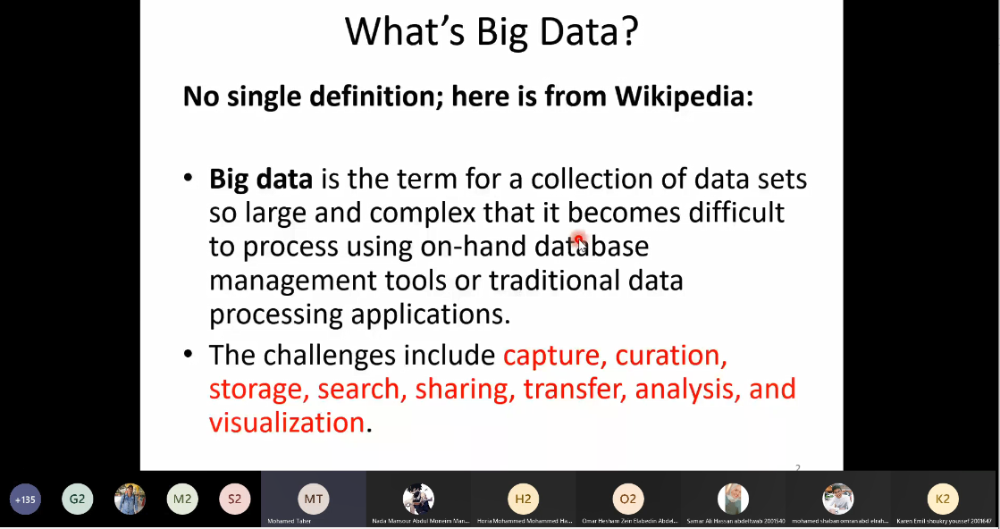 What's Big Data?
No single definition; here is from Wikipedia:
• Big data is the term for a collection of data sets
so large and complex that it becomes difficult
to process using on-hand database
management tools or traditional data
processing applications.
• The challenges include capture, curation,
storage, search, sharing, transfer, analysis, and
visualization.
2
+135
G2
M2
S2
MT
H2
O2
K2
Mohamed Taher
Nada Mamour Abdul Moneim Man...
Horia Mohammed Mohammed Ha...
Omar Hesham Zein Elabedin Abdel...
Samar Ali Hassan abdeltwab 2001540
mohamed shaban omran abd elrah...
Karen Emil shoukry youssef 2001647